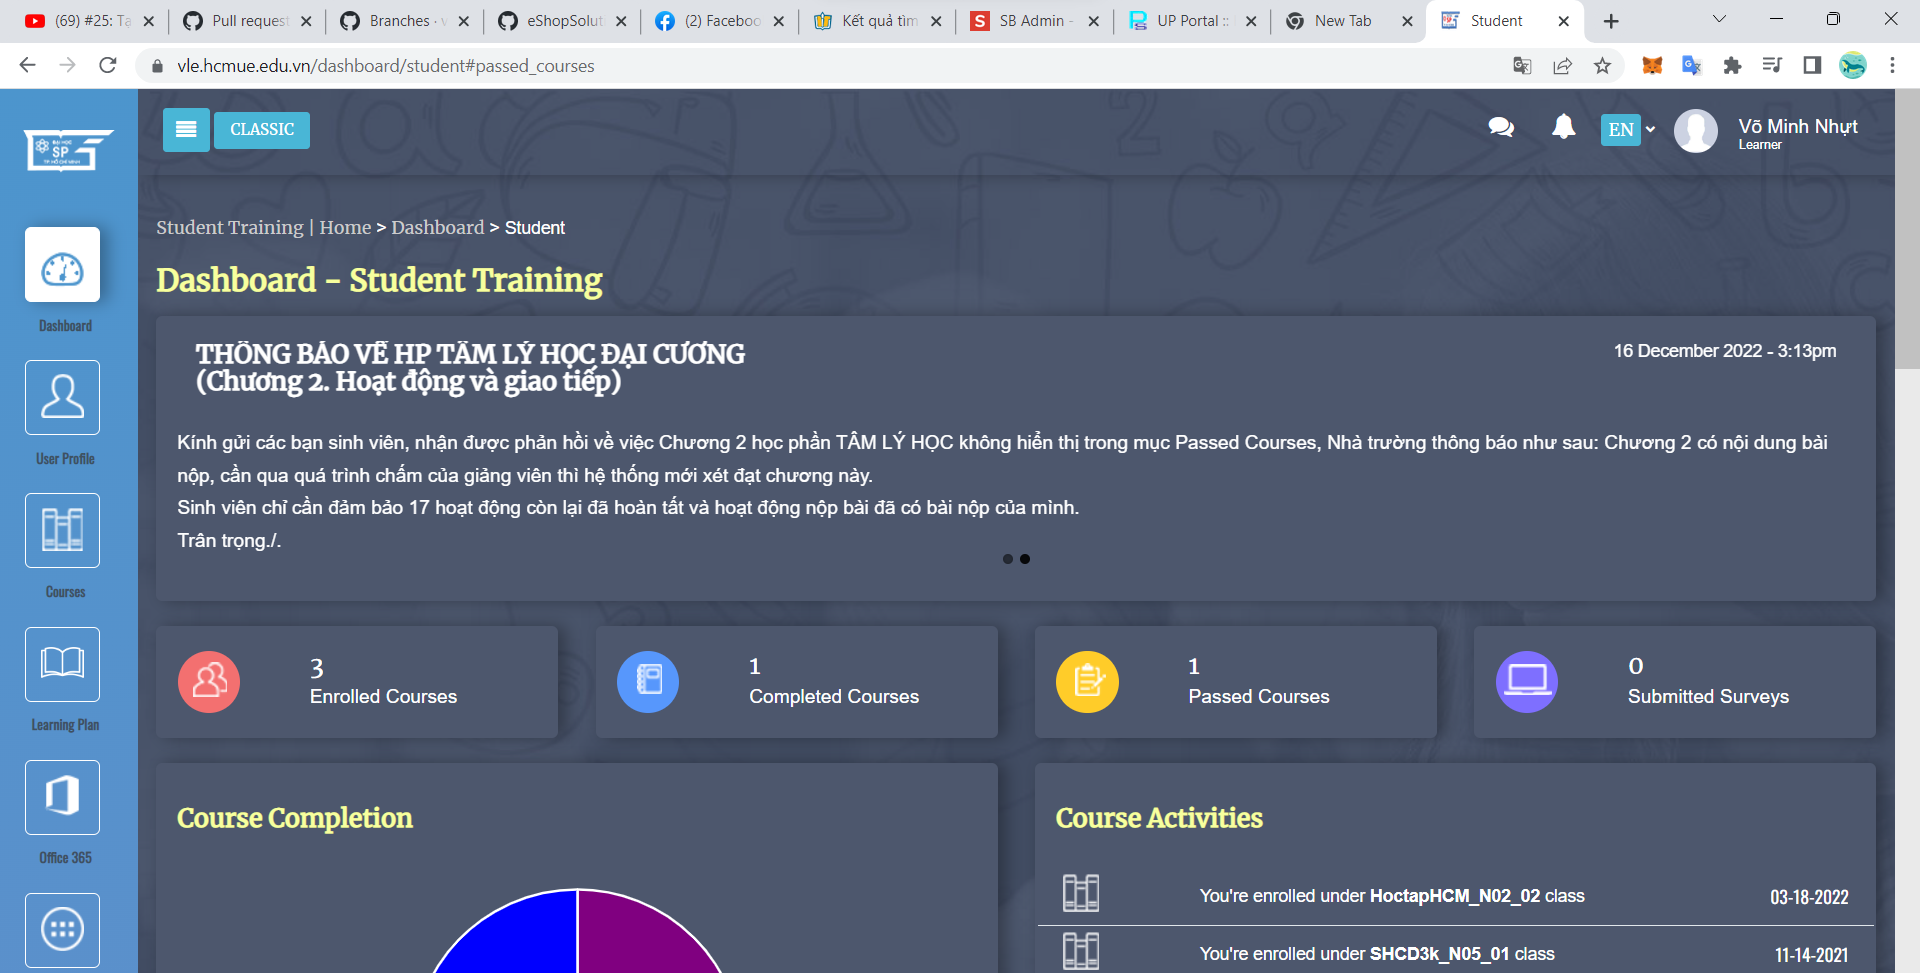 (69) #25: Tạ
Pull request
Branches · v
eShopSolut
(2) Faceboo
Kết quả tìm
SB Admin -
UP Portal ::
New Tab
Student
vle.hcmue.edu.vn/dashboard/student#passed_courses
ĐẠI HỌC
SP
TP. HỒ CHÍ MINH
CLASSIC
EN
Võ Minh Nhựt
Learner
Student Training | Home > Dashboard > Student
Dashboard - Student Training
Dashboard
User Profile
Courses
Learning Plan
Office 365
THÔNG BÁO VỀ HP TÂM LÝ HỌC ĐẠI CƯƠNG
(Chương 2. Hoạt động và giao tiếp)
16 December 2022 - 3:13pm
Kính gửi các bạn sinh viên, nhận được phản hồi về việc Chương 2 học phần TÂM LÝ HỌC không hiển thị trong mục Passed Courses, Nhà trường thông báo như sau: Chương 2 có nội dung bài
nộp, cần qua quá trình chấm của giảng viên thì hệ thống mới xét đạt chương này.
Sinh viên chỉ cần đảm bảo 17 hoạt động còn lại đã hoàn tất và hoạt động nộp bài đã có bài nộp của mình.
Trân trọng./.
3
Enrolled Courses
1
Completed Courses
1
Passed Courses
0
Submitted Surveys
Course Completion
Course Activities
You're enrolled under HoctapHCM_N02_02 class
03-18-2022
You're enrolled under SHCD3k_N05_01 class
11-14-2021